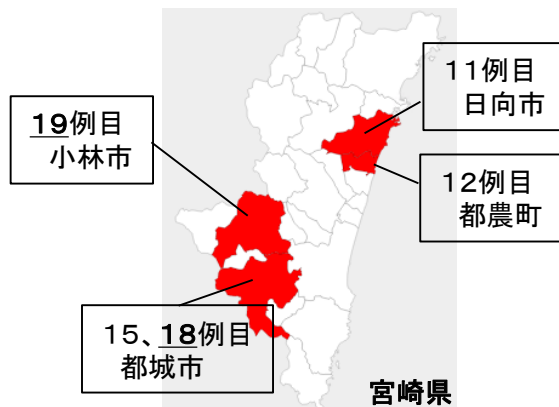 11例目
日向市
19例目
小林市
12例目
都農町
15、18例目
都城市
宮崎県